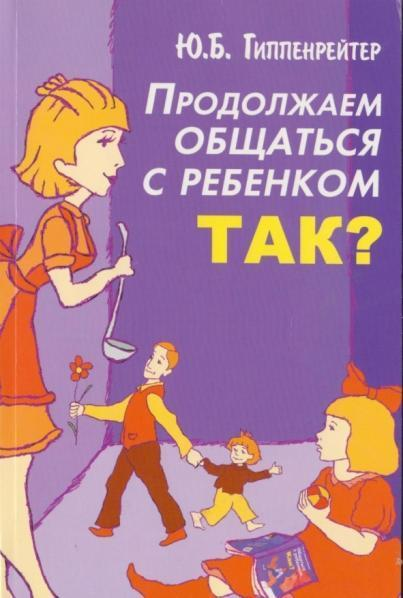 Ю.Б. Гиппенрейтер
Продолжаем
общаться
с ребенком
ТАК?